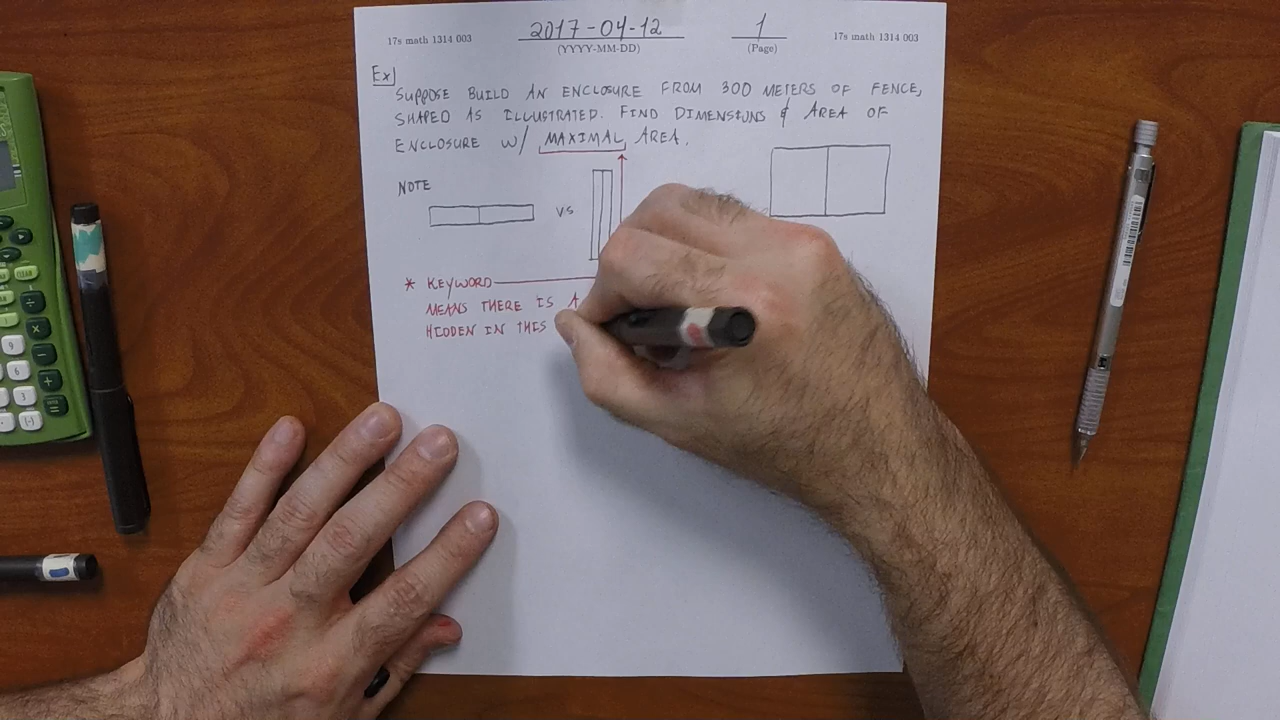 17s math 1314 003
2017-04-12
(YYYY-MM-DD)
1
(Page)
17s math 1314 003
Ex)
SUPPOSE BUILD AN ENCLOSURE FROM 300 METERS OF FENCE,
SHAPED AS ILLUSTRATED. FIND DIMENSIONS & AREA OF
ENCLOSURE W/ MAXIMAL AREA.
NOTE
VS
* KEYWORD
MEANS THERE IS A
HIDDEN IN THIS